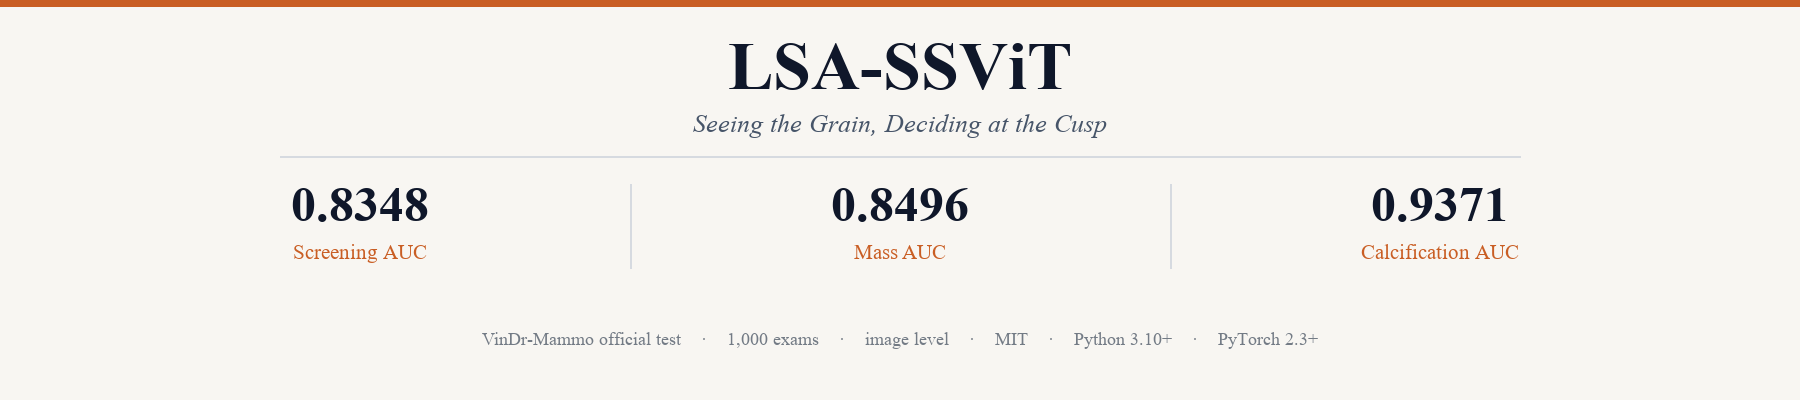 LSA-SSViT
Seeing the Grain, Deciding at the Cusp
0.8348 0.8496 0.9371
Screening AUC Mass AUC Calcification AUC
VinDr-Mammo official test · 1,000 exams · image level · MIT · Python 3.10+ · PyTorch 2.3+